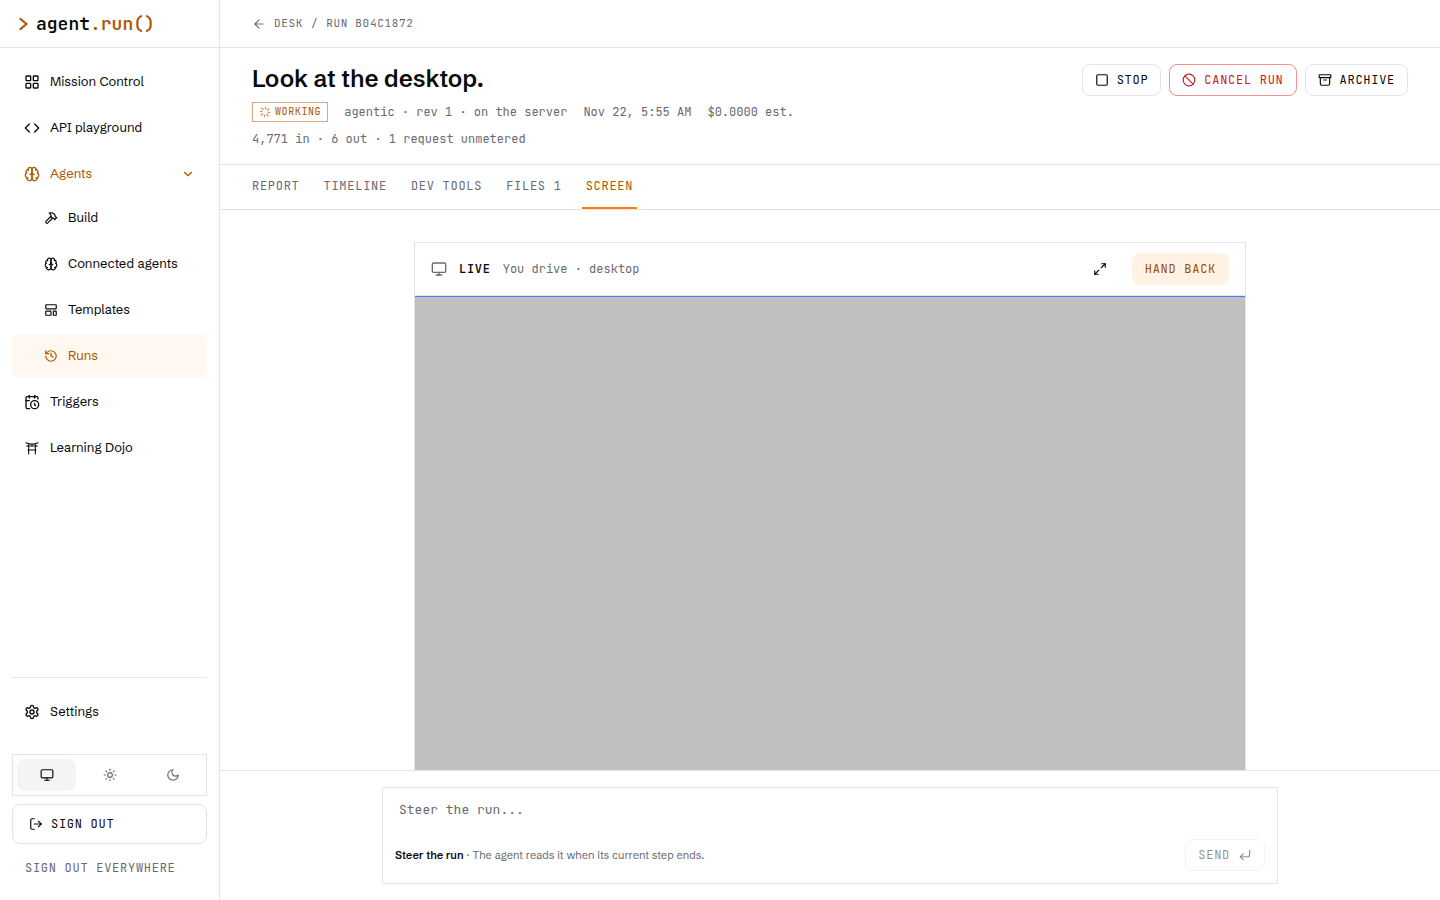 agent.run()
DESK / RUN B04C1872
Mission Control
API playground
Agents
Build
Connected agents
Templates
Runs
Triggers
Learning Dojo
Settings
SIGN OUT
SIGN OUT EVERYWHERE
Look at the desktop.
STOP
CANCEL RUN
ARCHIVE
WORKING agentic · rev 1 · on the server Nov 22, 5:55 AM $0.0000 est.
4,771 in · 6 out · 1 request unmetered
REPORT TIMELINE DEV TOOLS FILES 1 SCREEN
LIVE You drive · desktop
HAND BACK
Steer the run...
Steer the run · The agent reads it when its current step ends.
SEND